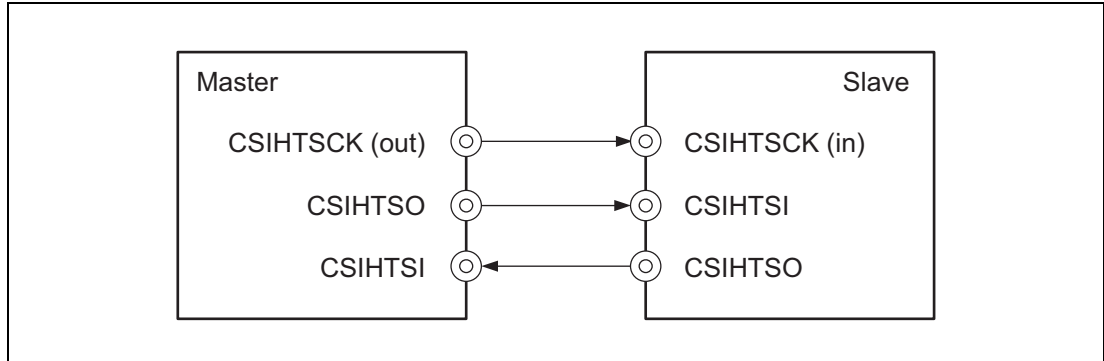 Master
CSIHTSCK (out)
CSIHTSO
CSIHTSI
Slave
CSIHTSCK (in)
CSIHTSI
CSIHTSO